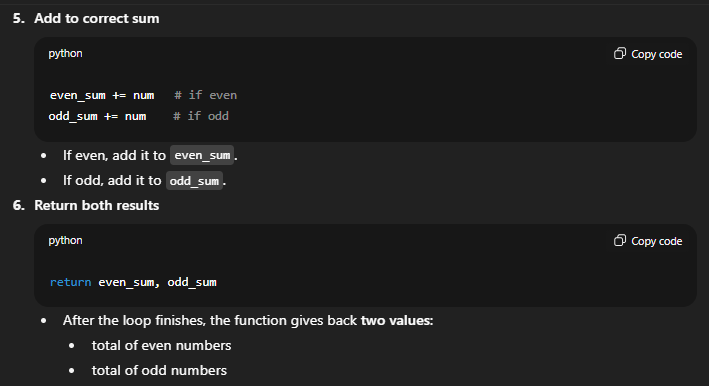 5. Add to correct sum
python Copy code
even_sum += num # if even
odd_sum += num # if odd
• If even, add it to even_sum.
• If odd, add it to odd_sum.
6. Return both results
python Copy code
return even_sum, odd_sum
• After the loop finishes, the function gives back two values:
• total of even numbers
• total of odd numbers